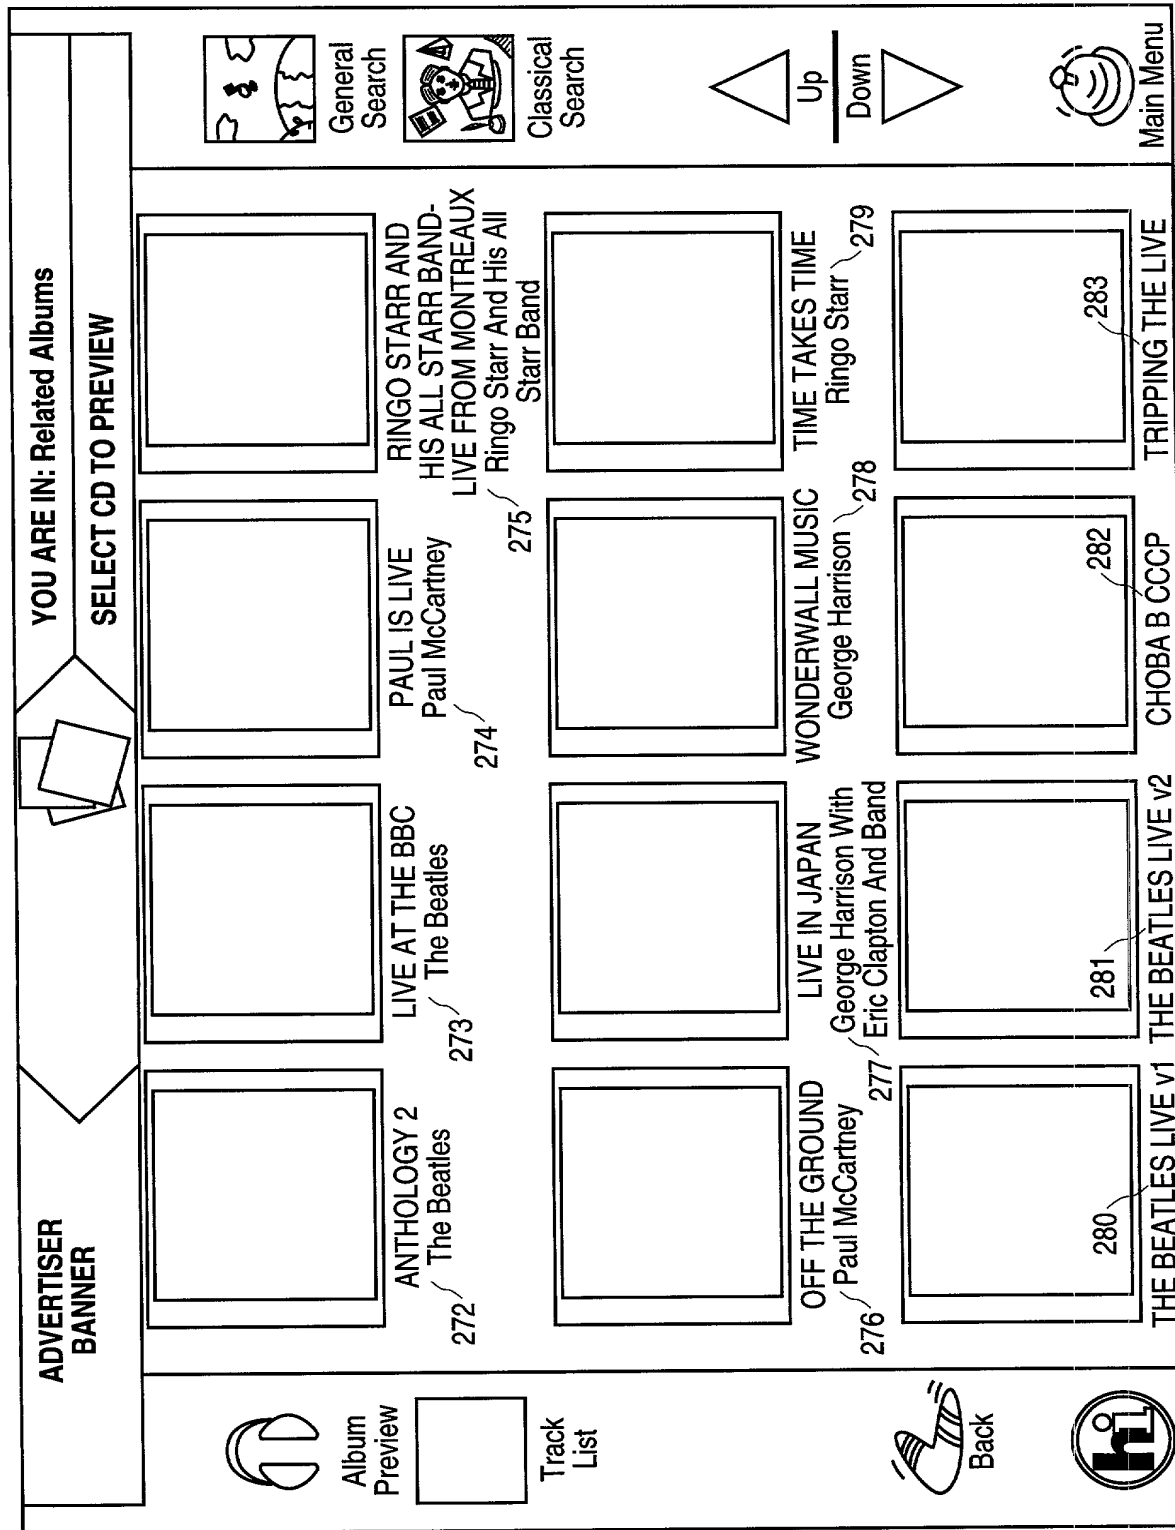 ADVERTISER
BANNER
YOU ARE IN: Related Albums
SELECT CD TO PREVIEW
Album
Preview
Track
List
Back
hi
ANTHOLOGY 2
The Beatles
272
LIVE AT THE BBC
The Beatles
273
PAUL IS LIVE
Paul McCartney
274
RINGO STARR AND
HIS ALL STARR BAND-
LIVE FROM MONTREAUX
Ringo Starr And His All
Starr Band
275
OFF THE GROUND
Paul McCartney
276
LIVE IN JAPAN
George Harrison With
Eric Clapton And Band
277
WONDERWALL MUSIC
George Harrison
278
TIME TAKES TIME
Ringo Starr
279
280
THE BEATLES LIVE v1
281
THE BEATLES LIVE v2
282
CHOBA B CCCP
283
TRIPPING THE LIVE
General
Search
Classical
Search
Up
Down
Main Menu